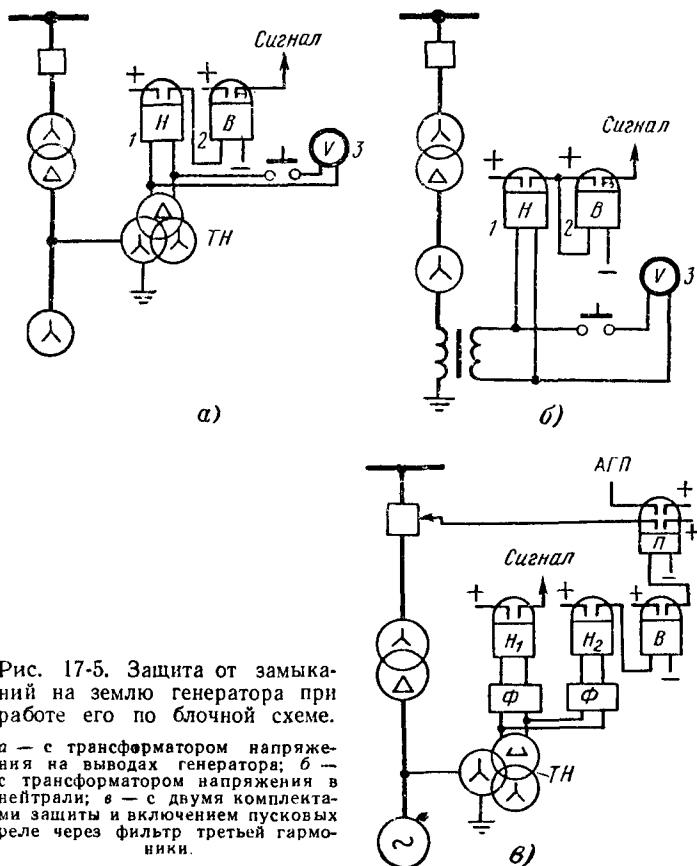 Сигнал
+
+
Н
В
1
2
V
3
ТН
а)
Сигнал
+
+
Н
В
1
2
V
3
б)
АГП
+
+
П
Сигнал
+
+
+
Н₁
Н₂
В
Ф
Ф
ТН
~
в)
Рис. 17-5. Защита от замыка-
ний на землю генератора при
работе его по блочной схеме.
а — с трансформатором напряже-
ния на выводах генератора; б —
с трансформатором напряжения в
нейтрали; в — с двумя комплекта-
ми защиты и включением пусковых
реле через фильтр третьей гармо-
ники.